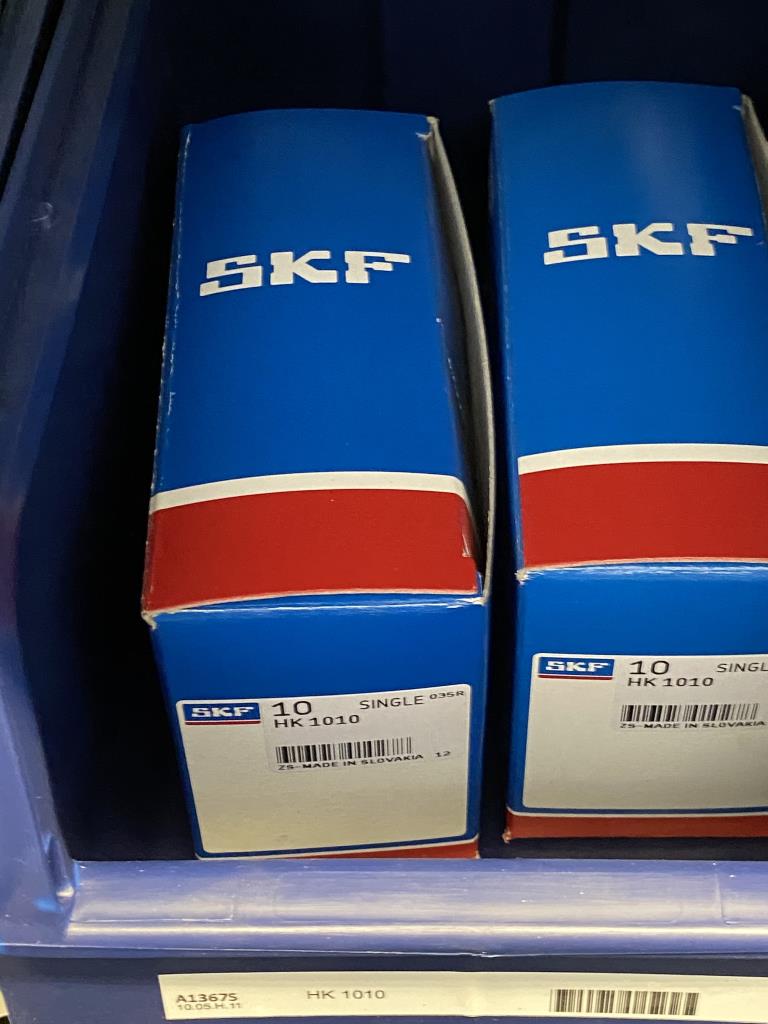 SKF
SKF
SKF 10 SINGLE 035R
HK 1010
ZS-MADE IN SLOVAKIA 12
SKF 10 SINGL
HK 1010
ZS-MADE IN SLOVAKIA
A1367S HK 1010
10.05.H.11